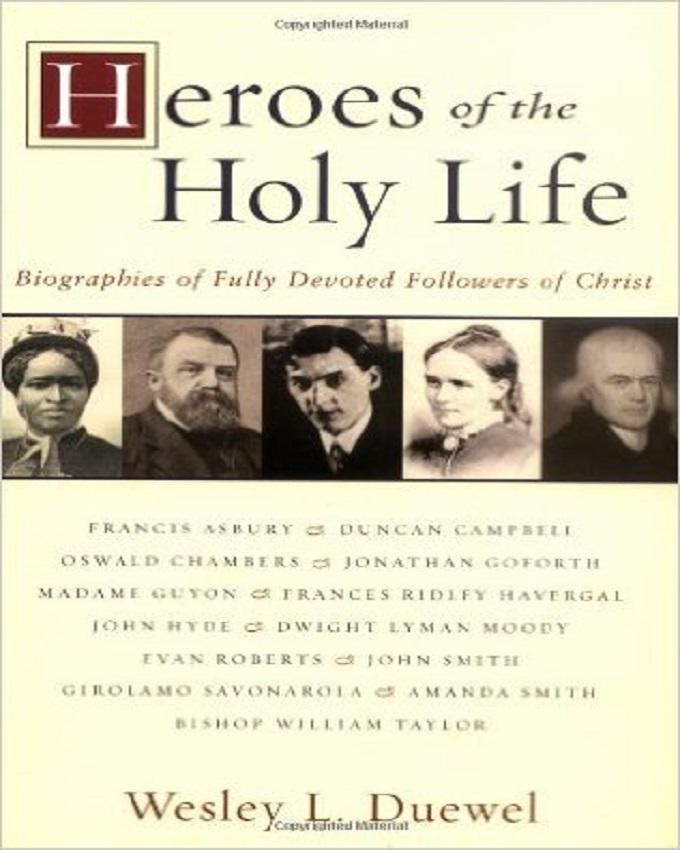 Copyrighted Material
Heroes of the
Holy Life
Biographies of Fully Devoted Followers of Christ
FRANCIS ASBURY DUNCAN CAMPBELL
OSWALD CHAMBERS JONATHAN GOFORTH
MADAME GUYON FRANCES RIDLEY HAVERGAL
JOHN HYDE DWIGHT LYMAN MOODY
EVAN ROBERTS JOHN SMITH
GIROLAMO SAVONAROLA AMANDA SMITH
BISHOP WILLIAM TAYLOR
Wesley L. Duewel
Copyrighted Material